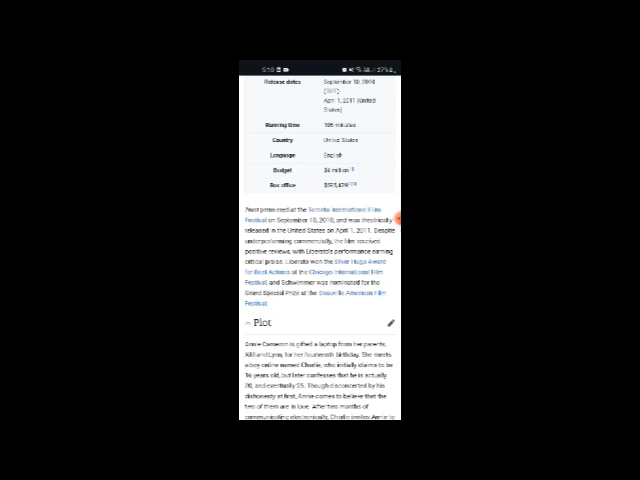 Release dates September 10, 2010
(TIFF)
April 1, 2011 (United
States)
Running time 106 minutes
Country United States
Language English
Budget $4 million
Box office
Trust premiered at the Toronto International Film
Festival on September 10, 2010, and was theatrically
released in the United States on April 1, 2011. Despite
underperforming commercially, the film received
positive reviews, with Liberato's performance earning
critical praise. Liberato won the Silver Hugo Award
for Best Actress at the Chicago International Film
Festival, and Schwimmer was nominated for the
Grand Special Prize at the Deauville American Film
Festival.
Plot
Annie Cameron is gifted a laptop from her parents,
Will and Lynn, for her fourteenth birthday. She meets
a boy online named Charlie, who initially claims to be
16 years old, but later confesses that he is actually
20, and eventually 25. Though disconcerted by his
dishonesty at first, Annie comes to believe that the
two of them are in love. After two months of
communicating electronically, Charlie invites Annie to